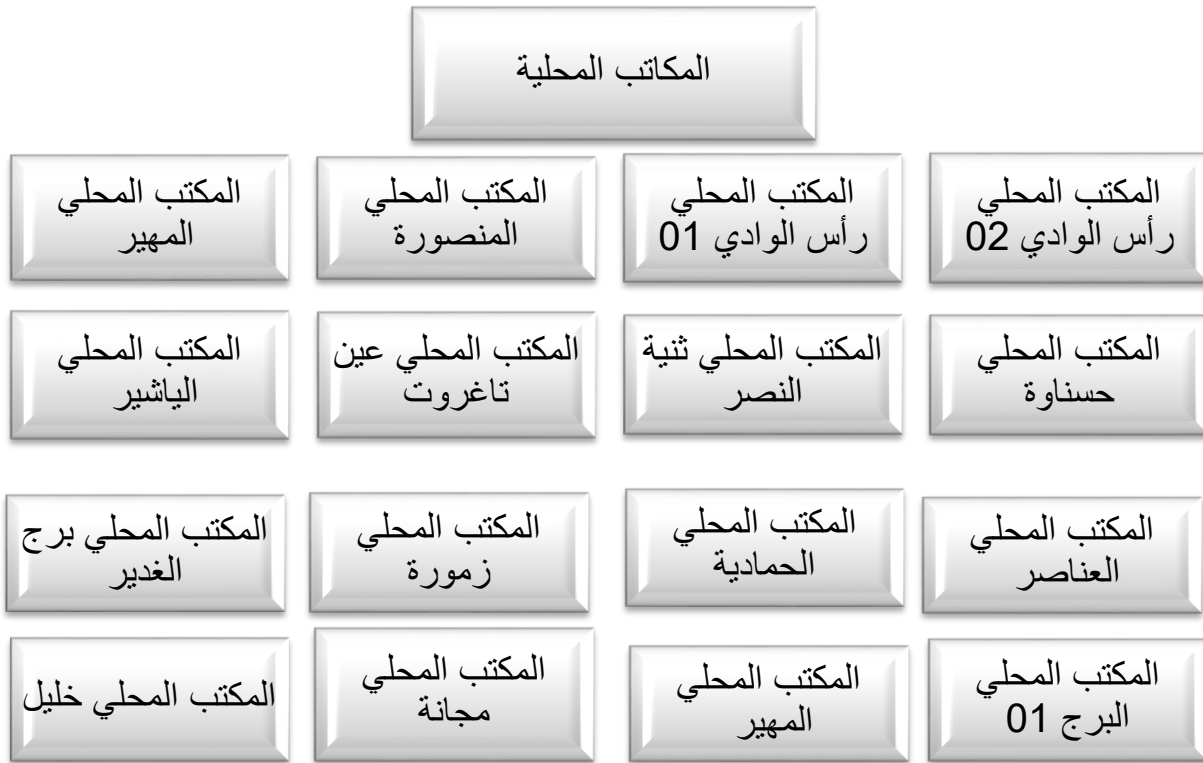 المكاتب المحلية
المكتب المحلي
رأس الوادي 02
المكتب المحلي
رأس الوادي 01
المكتب المحلي
المنصورة
المكتب المحلي
المهير
المكتب المحلي
حسناوة
المكتب المحلي ثنية
النصر
المكتب المحلي عين
تاغروت
المكتب المحلي
الياشير
المكتب المحلي
العناصر
المكتب المحلي
الحمادية
المكتب المحلي
زمورة
المكتب المحلي برج
الغدير
المكتب المحلي
البرج 01
المكتب المحلي
المهير
المكتب المحلي
مجانة
المكتب المحلي خليل